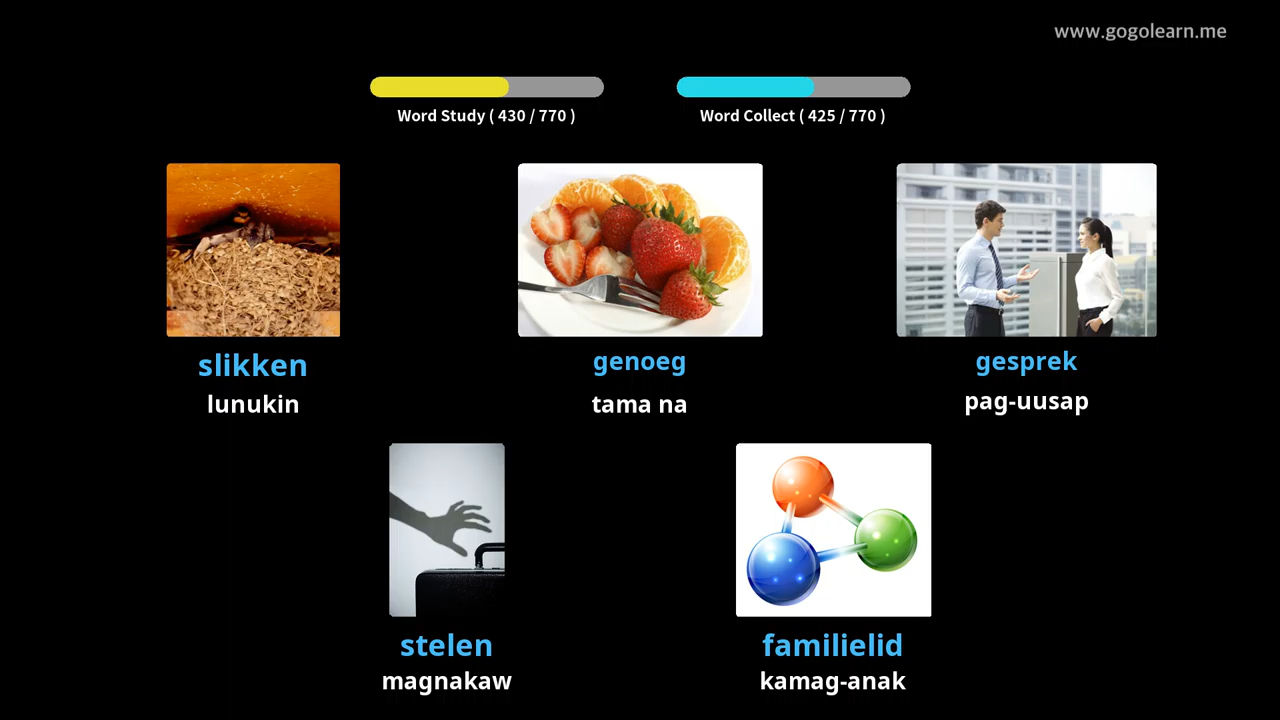 www.gogolearn.me
Word Study ( 430 / 770 )
Word Collect ( 425 / 770 )
slikken
lunukin
genoeg
tama na
gesprek
pag-uusap
stelen
magnakaw
familielid
kamag-anak